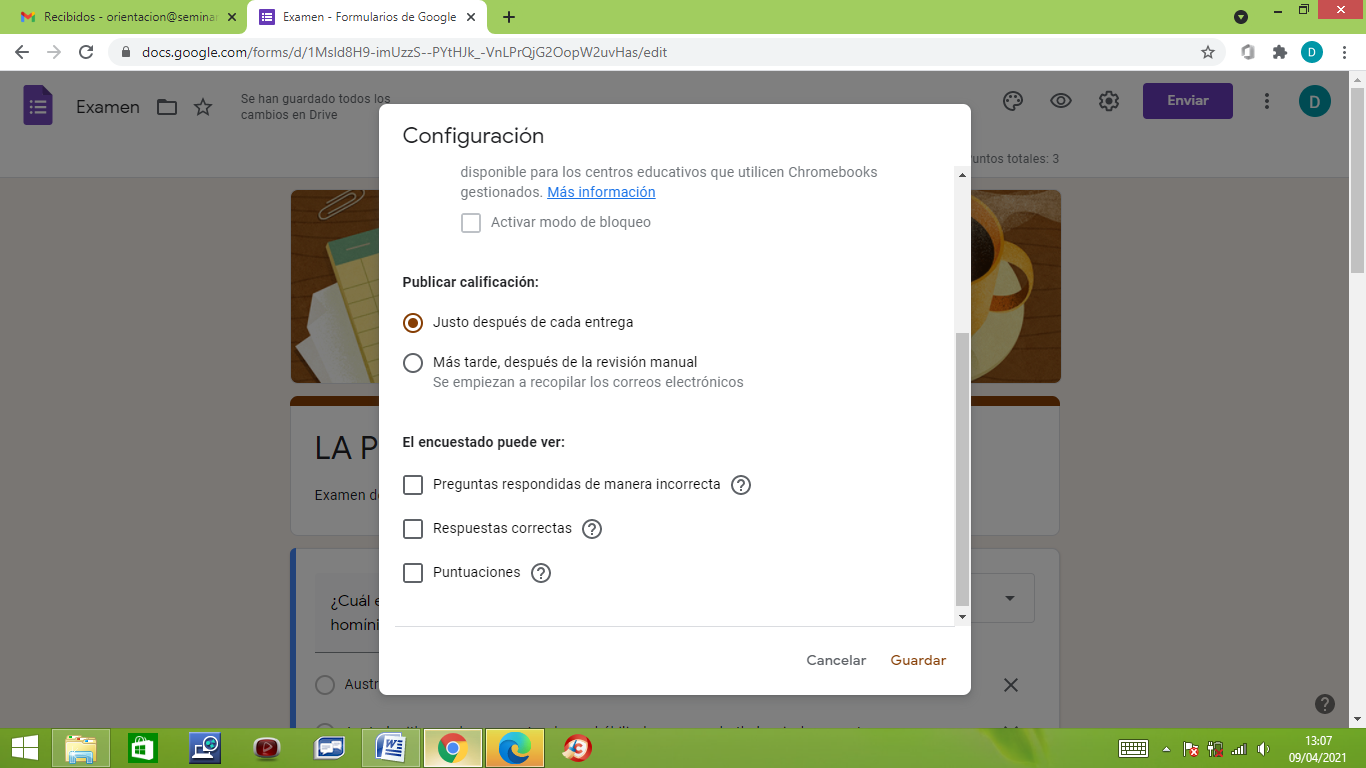 Recibidos - orientacion@seminar
Examen - Formularios de Google
docs.google.com/forms/d/1MsId8H9-imUzzS--PYtHJk_-VnLPrQjG2OopW2uvHas/edit
D
Examen
Se han guardado todos los
cambios en Drive
Enviar
D
untos totales: 3
Configuración
disponible para los centros educativos que utilicen Chromebooks
gestionados. Más información
Activar modo de bloqueo
Publicar calificación:
Justo después de cada entrega
Más tarde, después de la revisión manual
Se empiezan a recopilar los correos electrónicos
El encuestado puede ver:
Preguntas respondidas de manera incorrecta
Respuestas correctas
Puntuaciones
Cancelar
Guardar
LA P
Examen de
¿Cuál e
homíni
Austr
13:07
09/04/2021